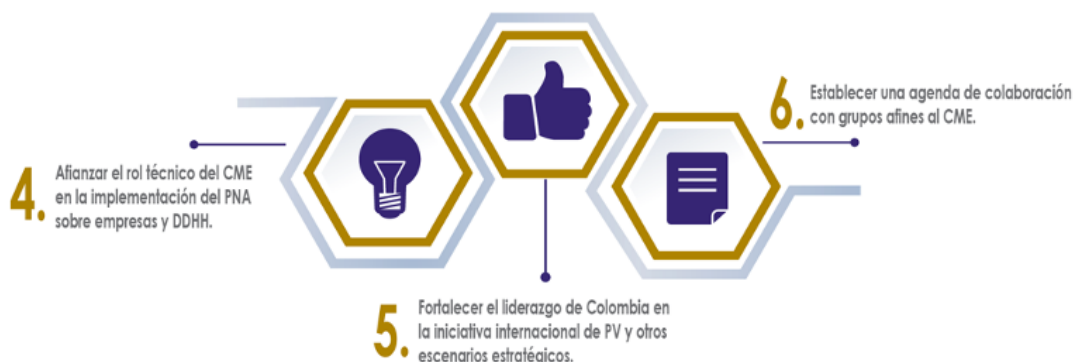 4.
Afianzar el rol técnico del CME
en la implementación del PNA
sobre empresas y DDHH.
5.
Fortalecer el liderazgo de Colombia en
la iniciativa internacional de PV y otros
escenarios estratégicos.
6.
Establecer una agenda de colaboración
con grupos afines al CME.